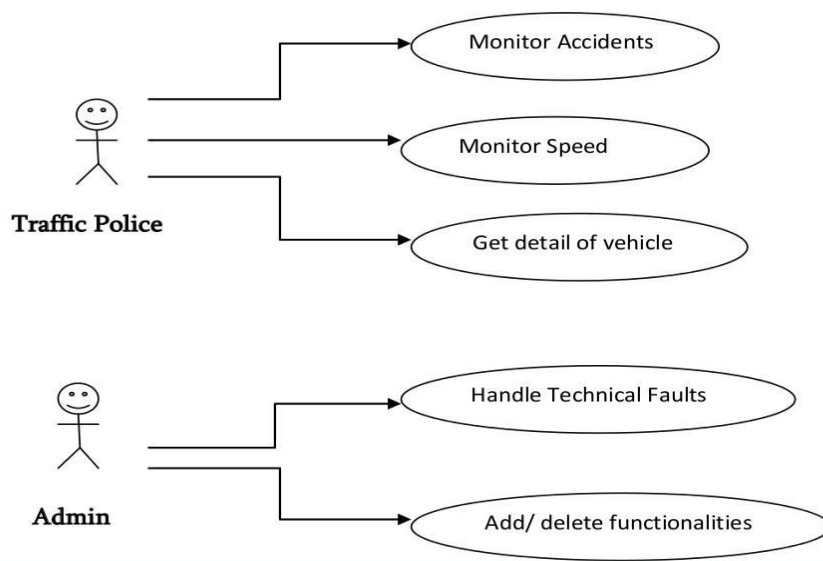 Monitor Accidents
Monitor Speed
Traffic Police
Get detail of vehicle
Handle Technical Faults
Admin
Add/ delete functionalities